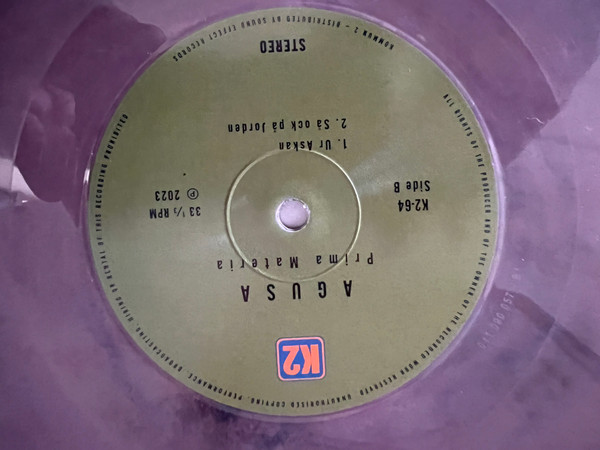 K2
AGUSA
Prima Materia
K2-64
Side B
33 ⅓ RPM
℗ 2023
1. Ur Askan
2. Så ock på Jorden
STEREO
ALL RIGHTS OF THE PRODUCER AND OF THE OWNER OF THE RECORDED WORK RESERVED
UNAUTHORISED COPYING, PERFORMANCE, BROADCASTING, HIRING OR RENTAL OF THIS RECORDING PROHIBITED
KOMMUN 2 – DISTRIBUTED BY SOUND EFFECT RECORDS